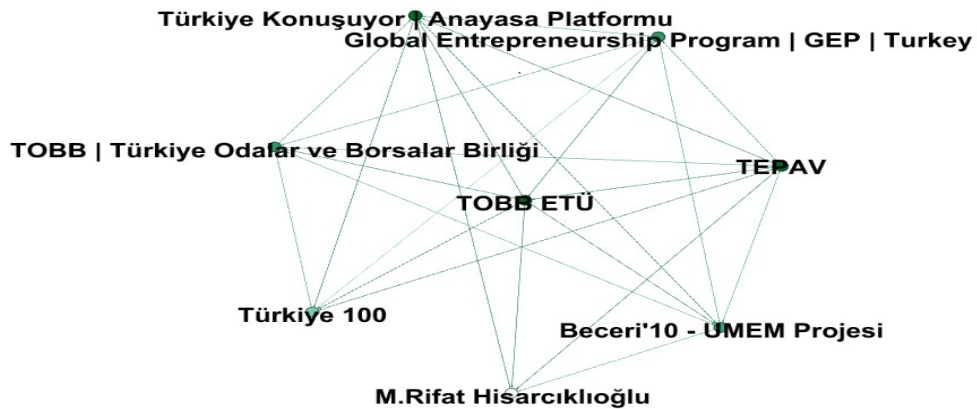 Türkiye Konuşuyor | Anayasa Platformu
Global Entrepreneurship Program | GEP | Turkey
TOBB | Türkiye Odalar ve Borsalar Birliği
TEPAV
TOBB ETÜ
Türkiye 100
Beceri'10 - UMEM Projesi
M.Rifat Hisarcıklıoğlu